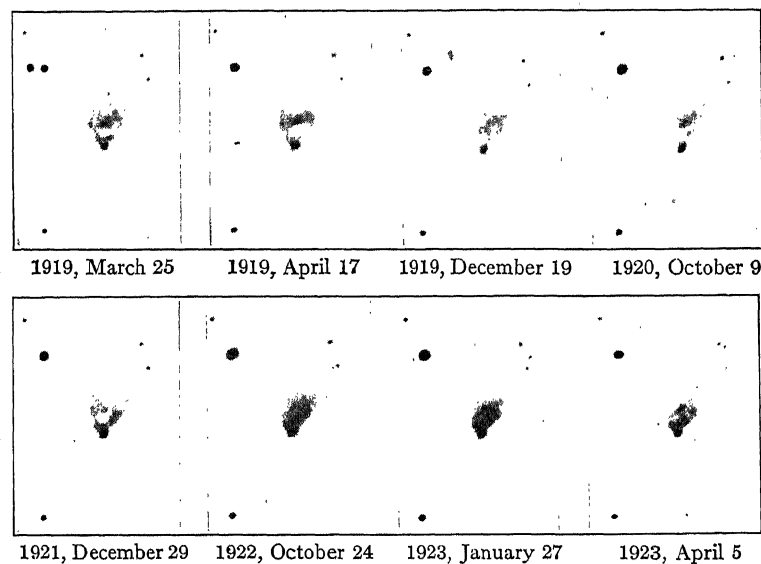 1919, March 25 1919, April 17 1919, December 19 1920, October 9
1921, December 29 1922, October 24 1923, January 27 1923, April 5